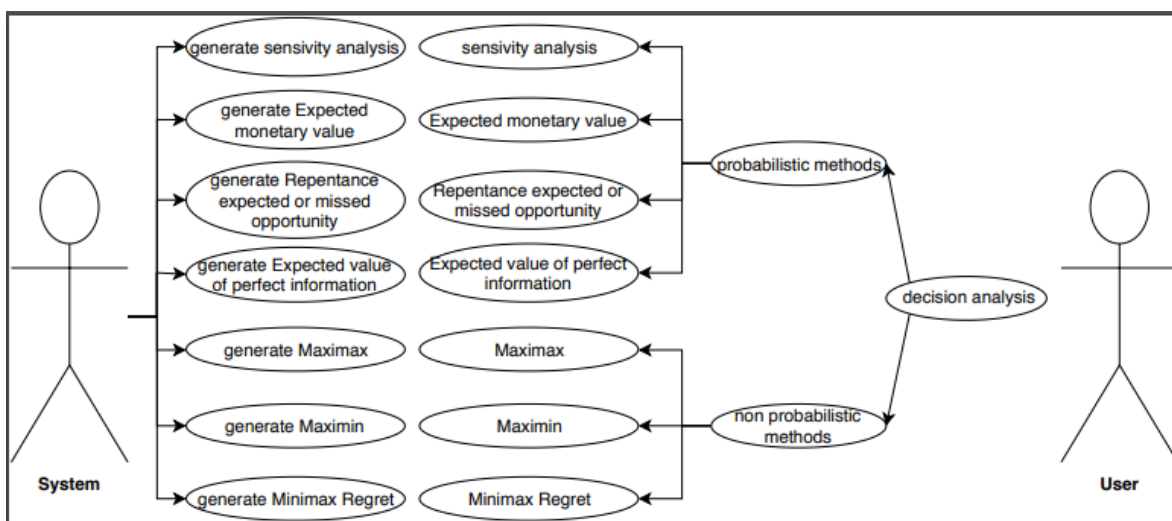 generate sensivity analysis
sensivity analysis
generate Expected
monetary value
Expected monetary value
probabilistic methods
generate Repentance
expected or missed
opportunity
Repentance expected or
missed opportunity
generate Expected value
of perfect information
Expected value of perfect
information
decision analysis
generate Maximax
Maximax
generate Maximin
Maximin
non probabilistic
methods
System
generate Minimax Regret
Minimax Regret
User